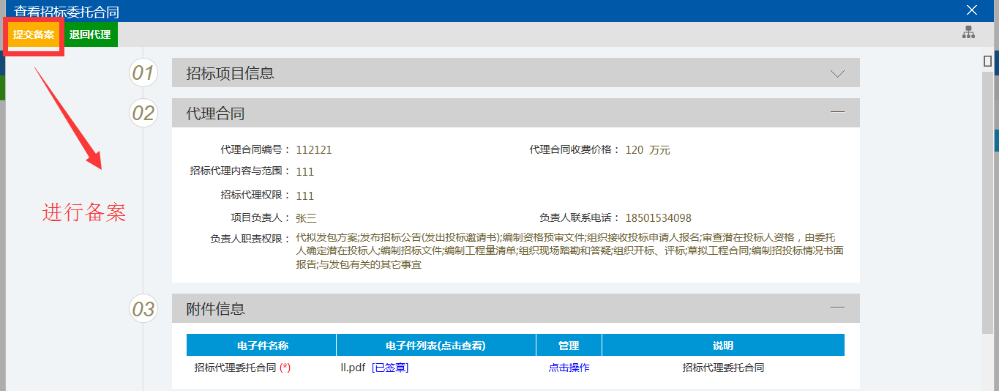 查看招标委托合同
提交备案 退回代理
01 招标项目信息
02 代理合同
代理合同编号： 112121 代理合同收费价格： 120 万元
招标代理内容与范围： 111
招标代理权限： 111
项目负责人： 张三 负责人联系电话： 18501534098
负责人职责权限： 代拟发包方案;发布招标公告(发出投标邀请书);编制资格预审文件;组织接收投标申请人报名;审查潜在投标人资格，由委托
人确定潜在投标人;编制招标文件;编制工程量清单;组织现场踏勘和答疑;组织开标、评标;草拟工程合同;编制招投标情况书面
报告;与发包有关的其它事宜
进行备案
03 附件信息
电子件名称 电子件列表(点击查看) 管理 说明
招标代理委托合同 (*) ll.pdf [已签章] 点击操作 招标代理委托合同